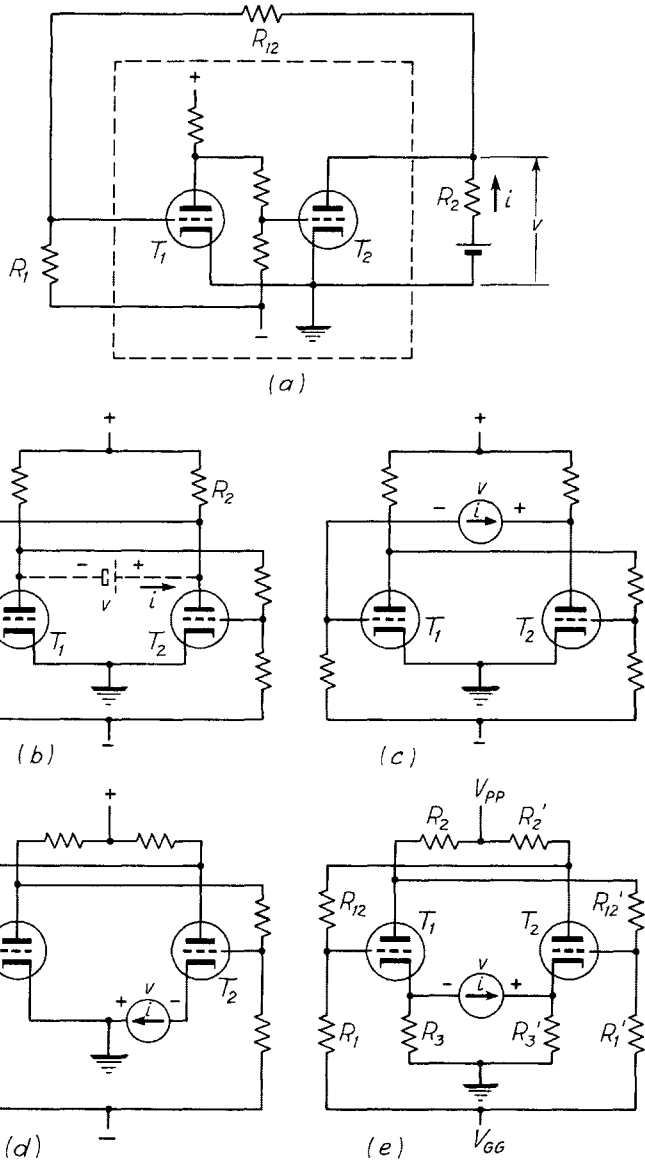 R12
+
R1
T1
T2
R2
i
v
−
(a)
+
R2
− +
v i
T1 T2
−
(b)
+
v
− i +
T1 T2
−
(c)
+
v
+ i −
T2
−
(d)
VPP
R2 R2'
R12 T1 T2 R12'
v
− i +
R1 R3 R3' R1'
VGG
(e)